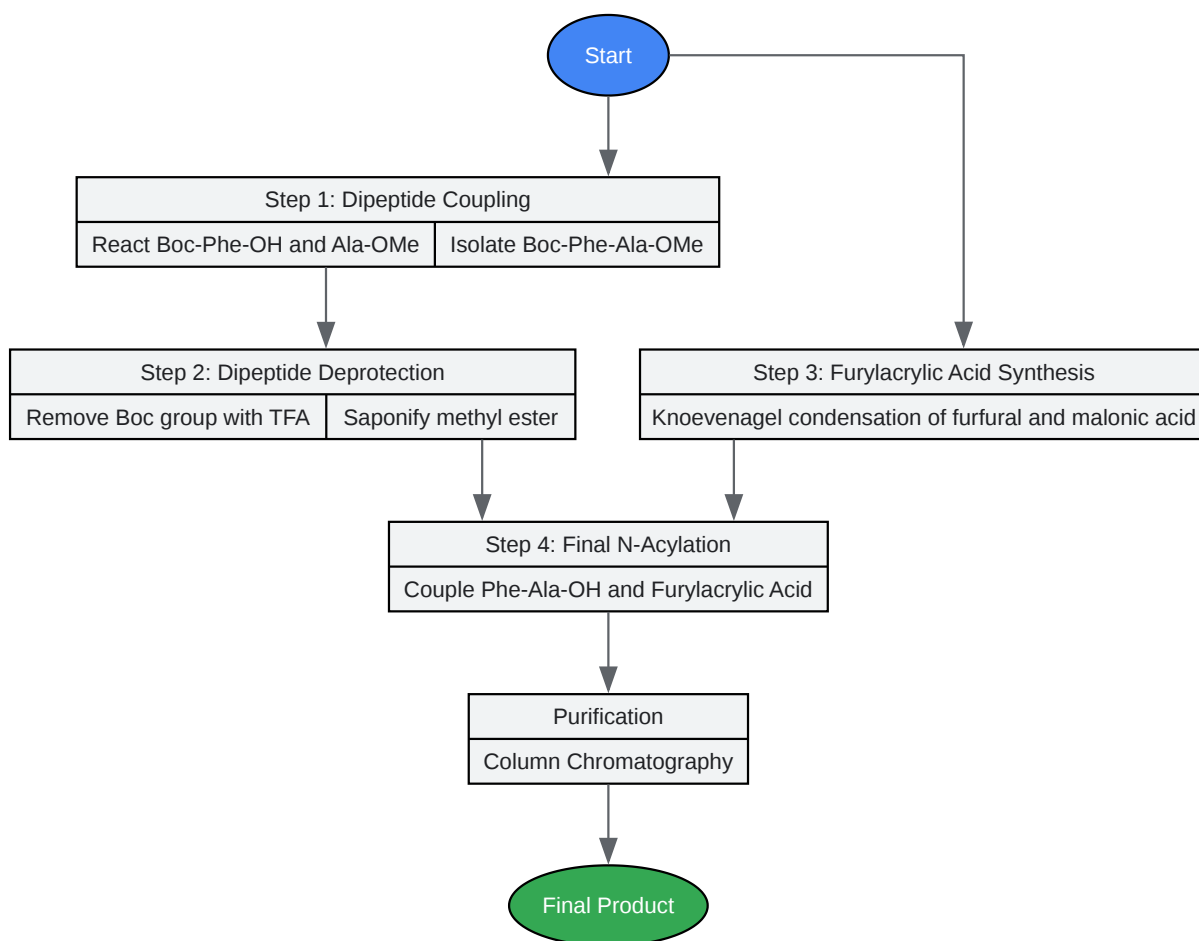 Start
Step 1: Dipeptide Coupling
React Boc-Phe-OH and Ala-OMe
Isolate Boc-Phe-Ala-OMe
Step 2: Dipeptide Deprotection
Remove Boc group with TFA
Saponify methyl ester
Step 3: Furylacrylic Acid Synthesis
Knoevenagel condensation of furfural and malonic acid
Step 4: Final N-Acylation
Couple Phe-Ala-OH and Furylacrylic Acid
Purification
Column Chromatography
Final Product